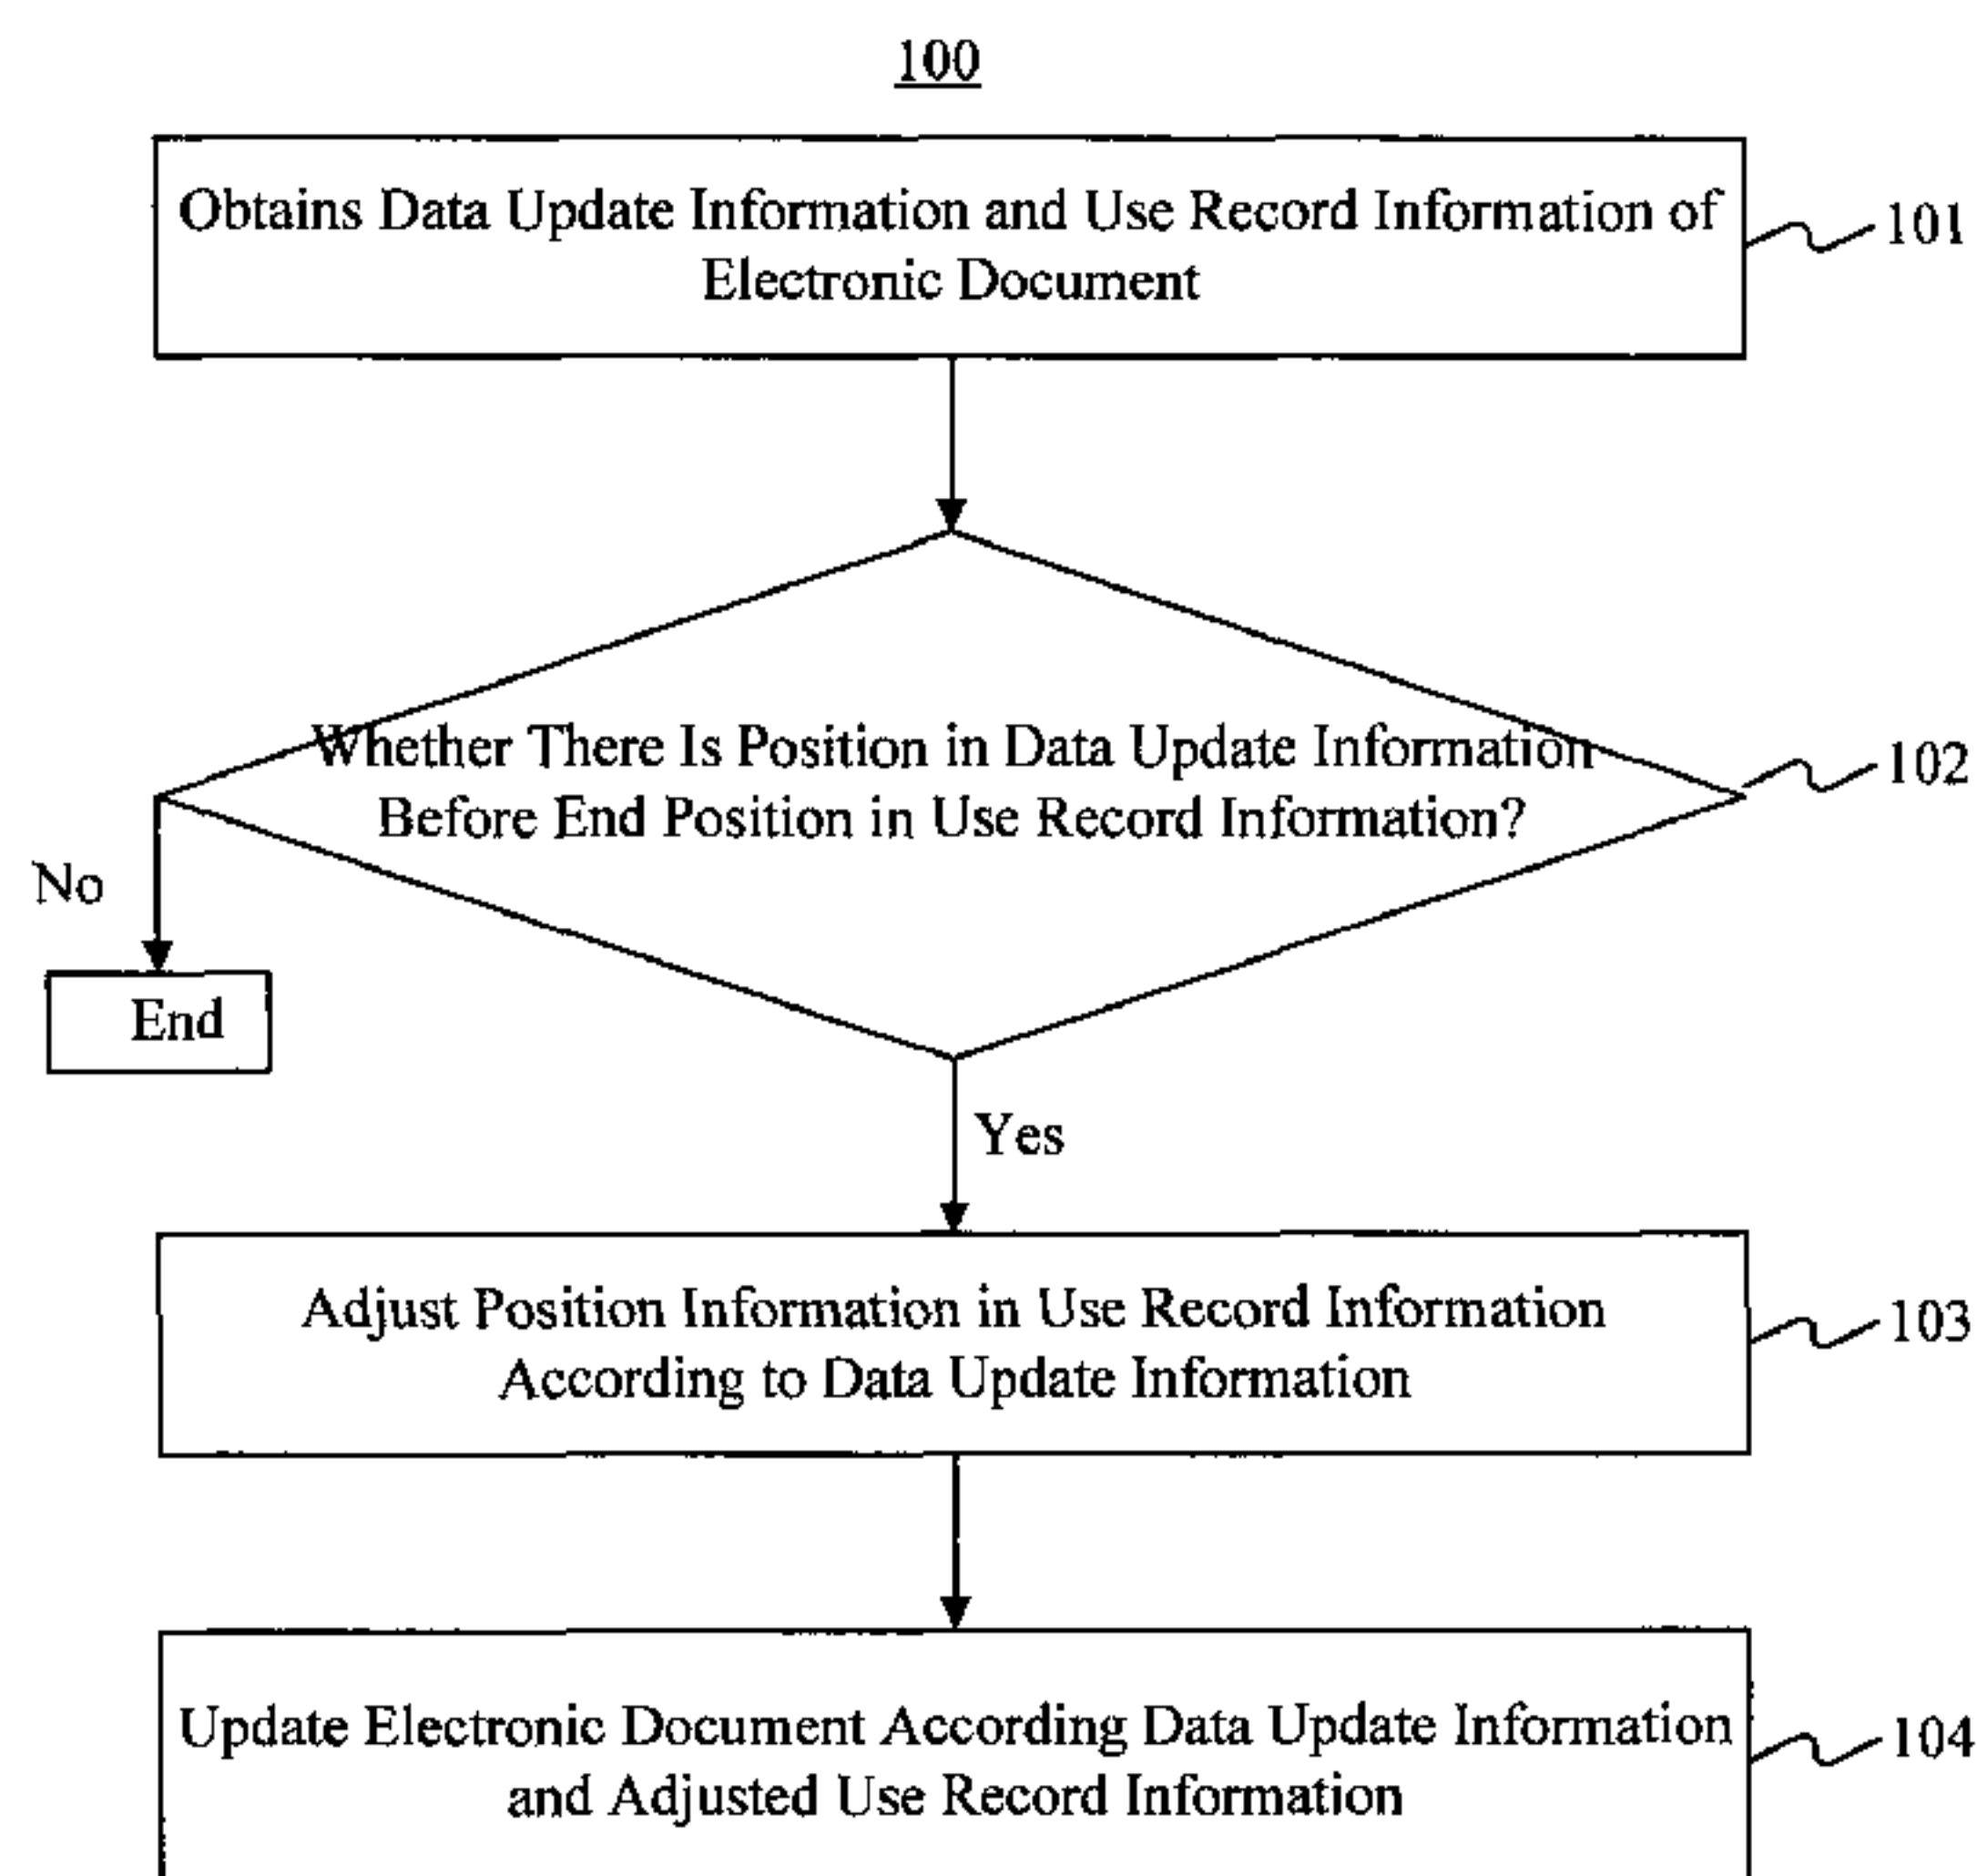 100
Obtains Data Update Information and Use Record Information of
Electronic Document
101
Whether There Is Position in Data Update Information
Before End Position in Use Record Information?
102
No
End
Yes
Adjust Position Information in Use Record Information
According to Data Update Information
103
Update Electronic Document According Data Update Information
and Adjusted Use Record Information
104